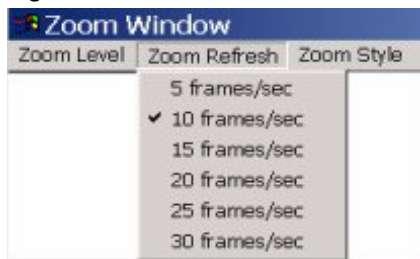 Zoom Window
Zoom Level Zoom Refresh Zoom Style
5 frames/sec
✔ 10 frames/sec
15 frames/sec
20 frames/sec
25 frames/sec
30 frames/sec